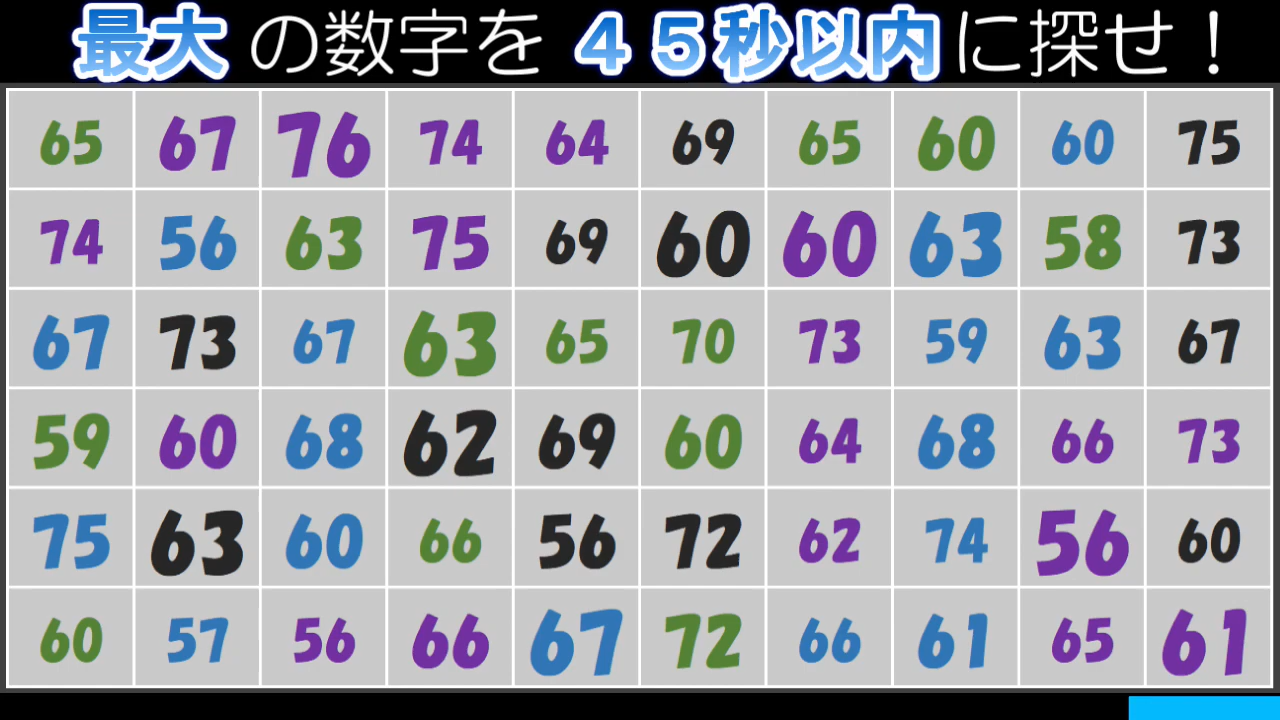 最大の数字を４５秒以内に探せ！
65 67 76 74 64 69 65 60 60 75
74 56 63 75 69 60 60 63 58 73
67 73 67 63 65 70 73 59 63 67
59 60 68 62 69 60 64 68 66 73
75 63 60 66 56 72 62 74 56 60
60 57 56 66 67 72 66 61 65 61